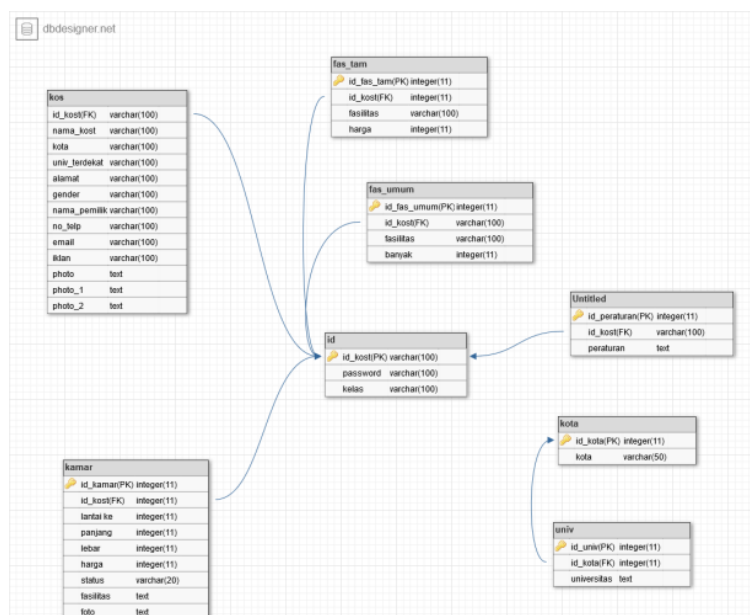 dbdesigner.net
fas_tam
id_fas_tam(PK) integer(11)
id_kost(FK) integer(11)
fasilitas varchar(100)
harga integer(11)
kos
id_kost(FK) varchar(100)
nama_kost varchar(100)
kota varchar(100)
univ_terdekat varchar(100)
alamat varchar(100)
gender varchar(100)
nama_pemilik varchar(100)
no_telp varchar(100)
email varchar(100)
iklan varchar(100)
photo text
photo_1 text
photo_2 text
fas_umum
id_fas_umum(PK) integer(11)
id_kost(FK) varchar(100)
fasilitas varchar(100)
banyak integer(11)
Untitled
id_peraturan(PK) integer(11)
id_kost(FK) varchar(100)
peraturan text
id
id_kost(PK) varchar(100)
password varchar(100)
kelas varchar(100)
kota
id_kota(PK) integer(11)
kota varchar(50)
kamar
id_kamar(PK) integer(11)
id_kost(FK) integer(11)
lantai ke integer(11)
panjang integer(11)
lebar integer(11)
harga integer(11)
status varchar(20)
fasilitas text
foto text
univ
id_univ(PK) integer(11)
id_kota(FK) integer(11)
universitas text